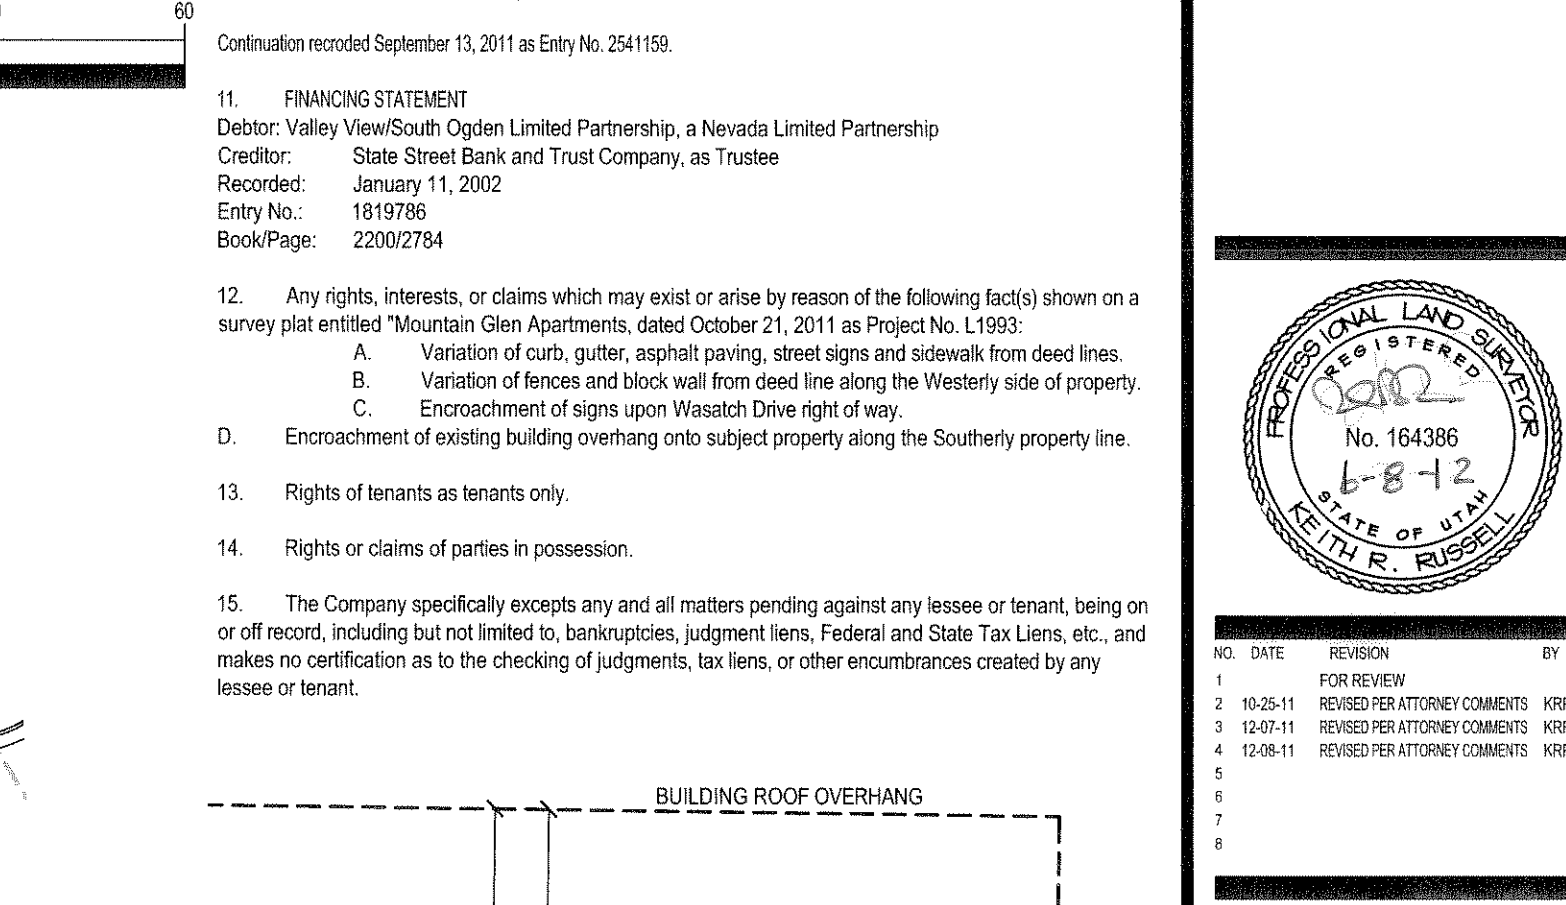 60
Continuation recroded September 13, 2011 as Entry No. 2541159.
11. FINANCING STATEMENT
Debtor: Valley View/South Ogden Limited Partnership, a Nevada Limited Partnership
Creditor: State Street Bank and Trust Company, as Trustee
Recorded: January 11, 2002
Entry No.: 1819786
Book/Page: 2200/2784
12. Any rights, interests, or claims which may exist or arise by reason of the following fact(s) shown on a
survey plat entitled "Mountain Glen Apartments, dated October 21, 2011 as Project No. L1993:
A. Variation of curb, gutter, asphalt paving, street signs and sidewalk from deed lines.
B. Variation of fences and block wall from deed line along the Westerly side of property.
C. Encroachment of signs upon Wasatch Drive right of way.
D. Encroachment of existing building overhang onto subject property along the Southerly property line.
13. Rights of tenants as tenants only.
14. Rights or claims of parties in possession.
15. The Company specifically excepts any and all matters pending against any lessee or tenant, being on
or off record, including but not limited to, bankruptcies, judgment liens, Federal and State Tax Liens, etc., and
makes no certification as to the checking of judgments, tax liens, or other encumbrances created by any
lessee or tenant.
BUILDING ROOF OVERHANG
PROFESSIONAL LAND SURVEYOR
REGISTERED
No. 164386
6-8-12
STATE OF UTAH
KEITH R. RUSSELL
NO. DATE REVISION BY
1 FOR REVIEW
2 10-25-11 REVISED PER ATTORNEY COMMENTS KRR
3 12-07-11 REVISED PER ATTORNEY COMMENTS KRR
4 12-08-11 REVISED PER ATTORNEY COMMENTS KRR
5
6
7
8